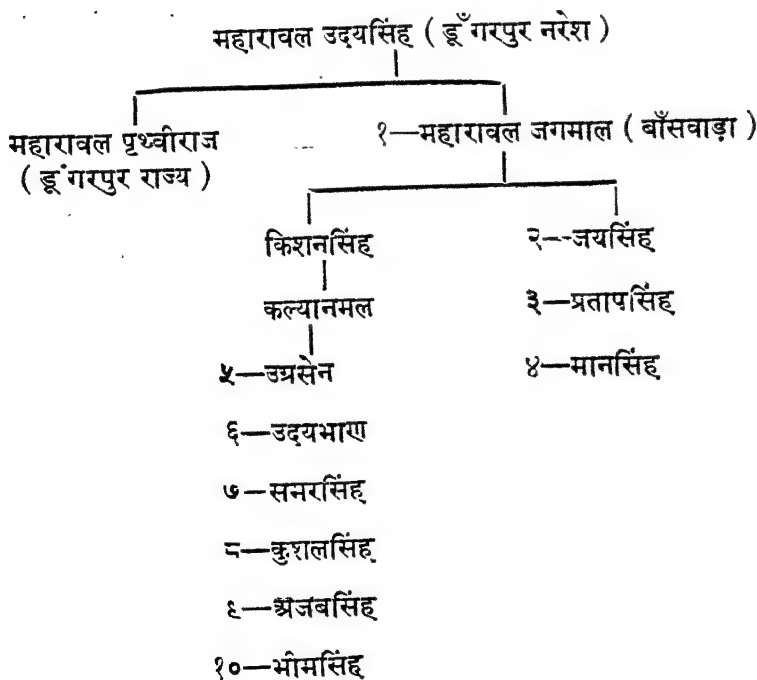 महारावल उदयसिंह ( डूँगरपुर नरेश )
महारावल पृथ्वीराज १—महारावल जगमाल ( बाँसवाड़ा )
( डूंगरपुर राज्य )
किशनसिंह २—जयसिंह
कल्यानमल ३—प्रतापसिंह
५—उग्रसेन ४—मानसिंह
६—उदयभाण
७—समरसिंह
८—कुशलसिंह
९—अजबसिंह
१०—भीमसिंह